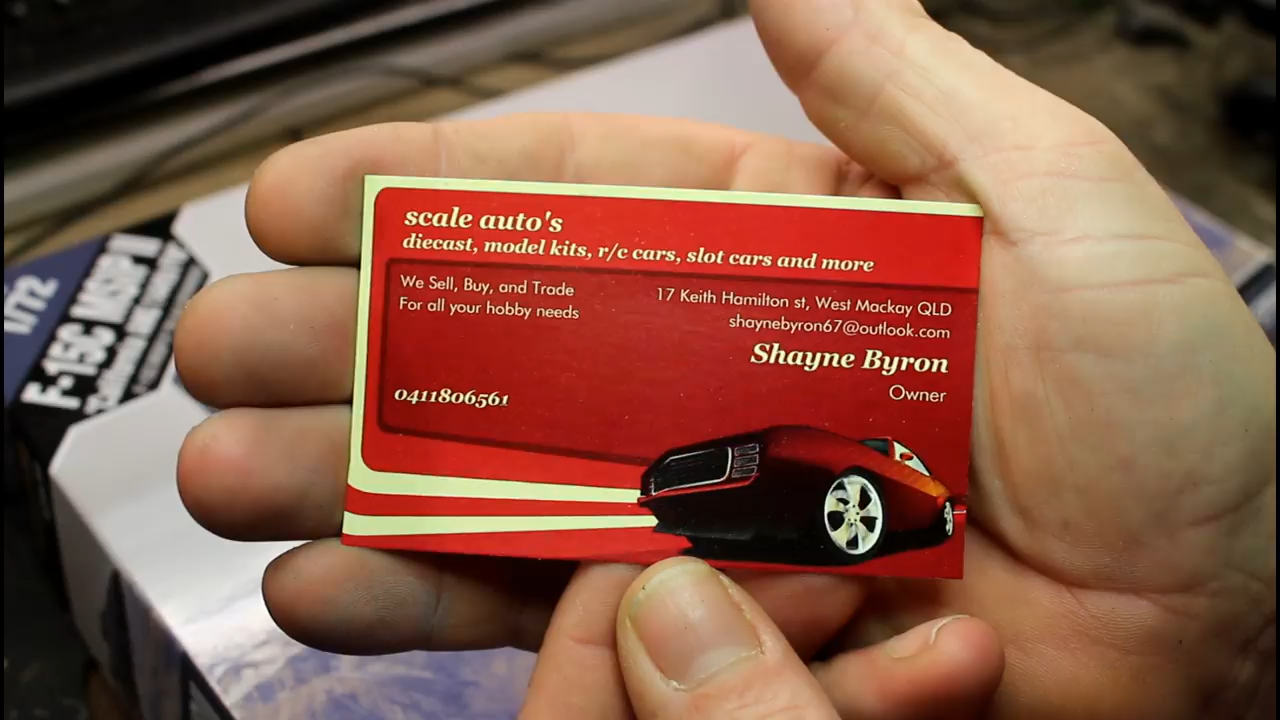 scale auto's
diecast, model kits, r/c cars, slot cars and more
We Sell, Buy, and Trade
For all your hobby needs
17 Keith Hamilton st, West Mackay QLD
shaynebyron67@outlook.com
Shayne Byron
Owner
0411806561
1/72
F-15C MSIP II